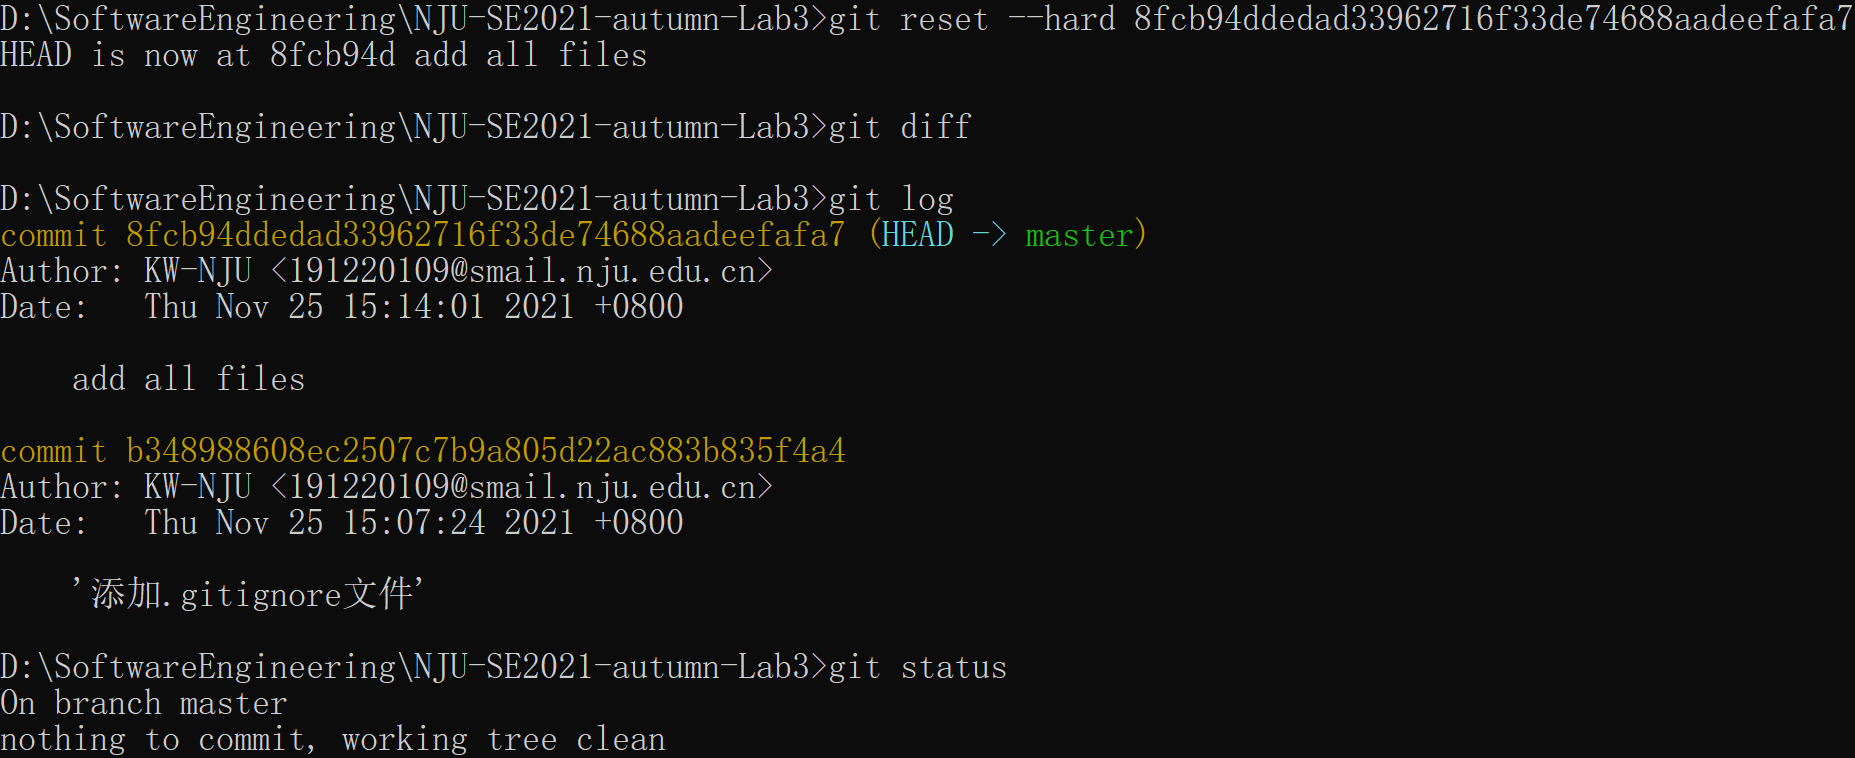 D:\SoftwareEngineering\NJU-SE2021-autumn-Lab3>git reset --hard 8fcb94ddedad33962716f33de74688aadeefafa7
HEAD is now at 8fcb94d add all files
D:\SoftwareEngineering\NJU-SE2021-autumn-Lab3>git diff
D:\SoftwareEngineering\NJU-SE2021-autumn-Lab3>git log
commit 8fcb94ddedad33962716f33de74688aadeefafa7 (HEAD -> master)
Author: KW-NJU <191220109@smail.nju.edu.cn>
Date:   Thu Nov 25 15:14:01 2021 +0800
    add all files
commit b348988608ec2507c7b9a805d22ac883b835f4a4
Author: KW-NJU <191220109@smail.nju.edu.cn>
Date:   Thu Nov 25 15:07:24 2021 +0800
    '添加.gitignore文件'
D:\SoftwareEngineering\NJU-SE2021-autumn-Lab3>git status
On branch master
nothing to commit, working tree clean